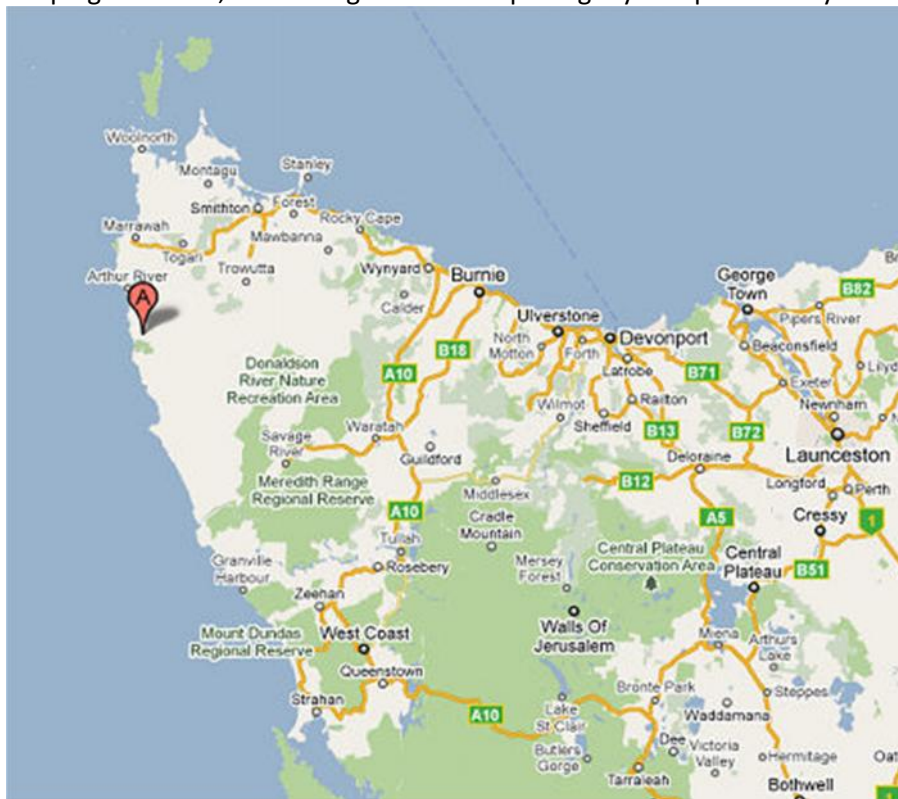 Woolnorth
Stanley
Montagu
Smithton
Forest
Rocky Cape
Marrawah
Mawbanna
Togari
Trowutta
Wynyard
Burnie
Arthur River
A
Calder
George
Town
B82
Pipers River
Ulverstone
North
Motton
Forth
Devonport
Beaconsfield
Latrobe
B18
B71
A10
Donaldson
River Nature
Recreation Area
Exeter
Lilyd
Wilmot
Railton
Sheffield
Newnham
B13
B72
Waratah
Savage
River
Guildford
Launceston
Deloraine
Meredith Range
Regional Reserve
Middlesex
B12
Longford
Perth
A10
Cradle
Mountain
A5
Cressy
1
Tullah
Rosebery
Granville
Harbour
Mersey
Forest
Central Plateau
Conservation Area
Central
Plateau
B51
Zeehan
Walls Of
Jerusalem
Mount Dundas
Regional Reserve
West Coast
Miena
Arthurs
Lake
Queenstown
Bronte Park
Steppes
Strahan
Lake
St Clair
Waddamana
A10
Dee
Victoria
Valley
Butlers
Gorge
Hermitage
Oat
Tarraleah
Bothwell
1